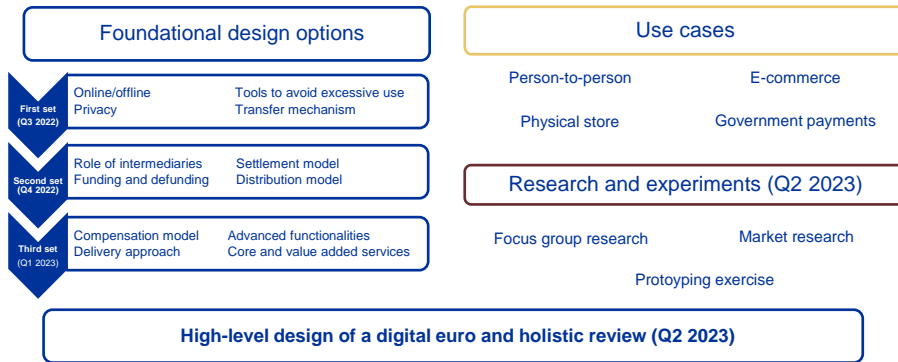 Foundational design options
First set
(Q3 2022)
Online/offline
Privacy
Tools to avoid excessive use
Transfer mechanism
Second set
(Q4 2022)
Role of intermediaries
Funding and defunding
Settlement model
Distribution model
Third set
(Q1 2023)
Compensation model
Delivery approach
Advanced functionalities
Core and value added services
Use cases
Person-to-person
E-commerce
Physical store
Government payments
Research and experiments (Q2 2023)
Focus group research
Market research
Protoyping exercise
High-level design of a digital euro and holistic review (Q2 2023)